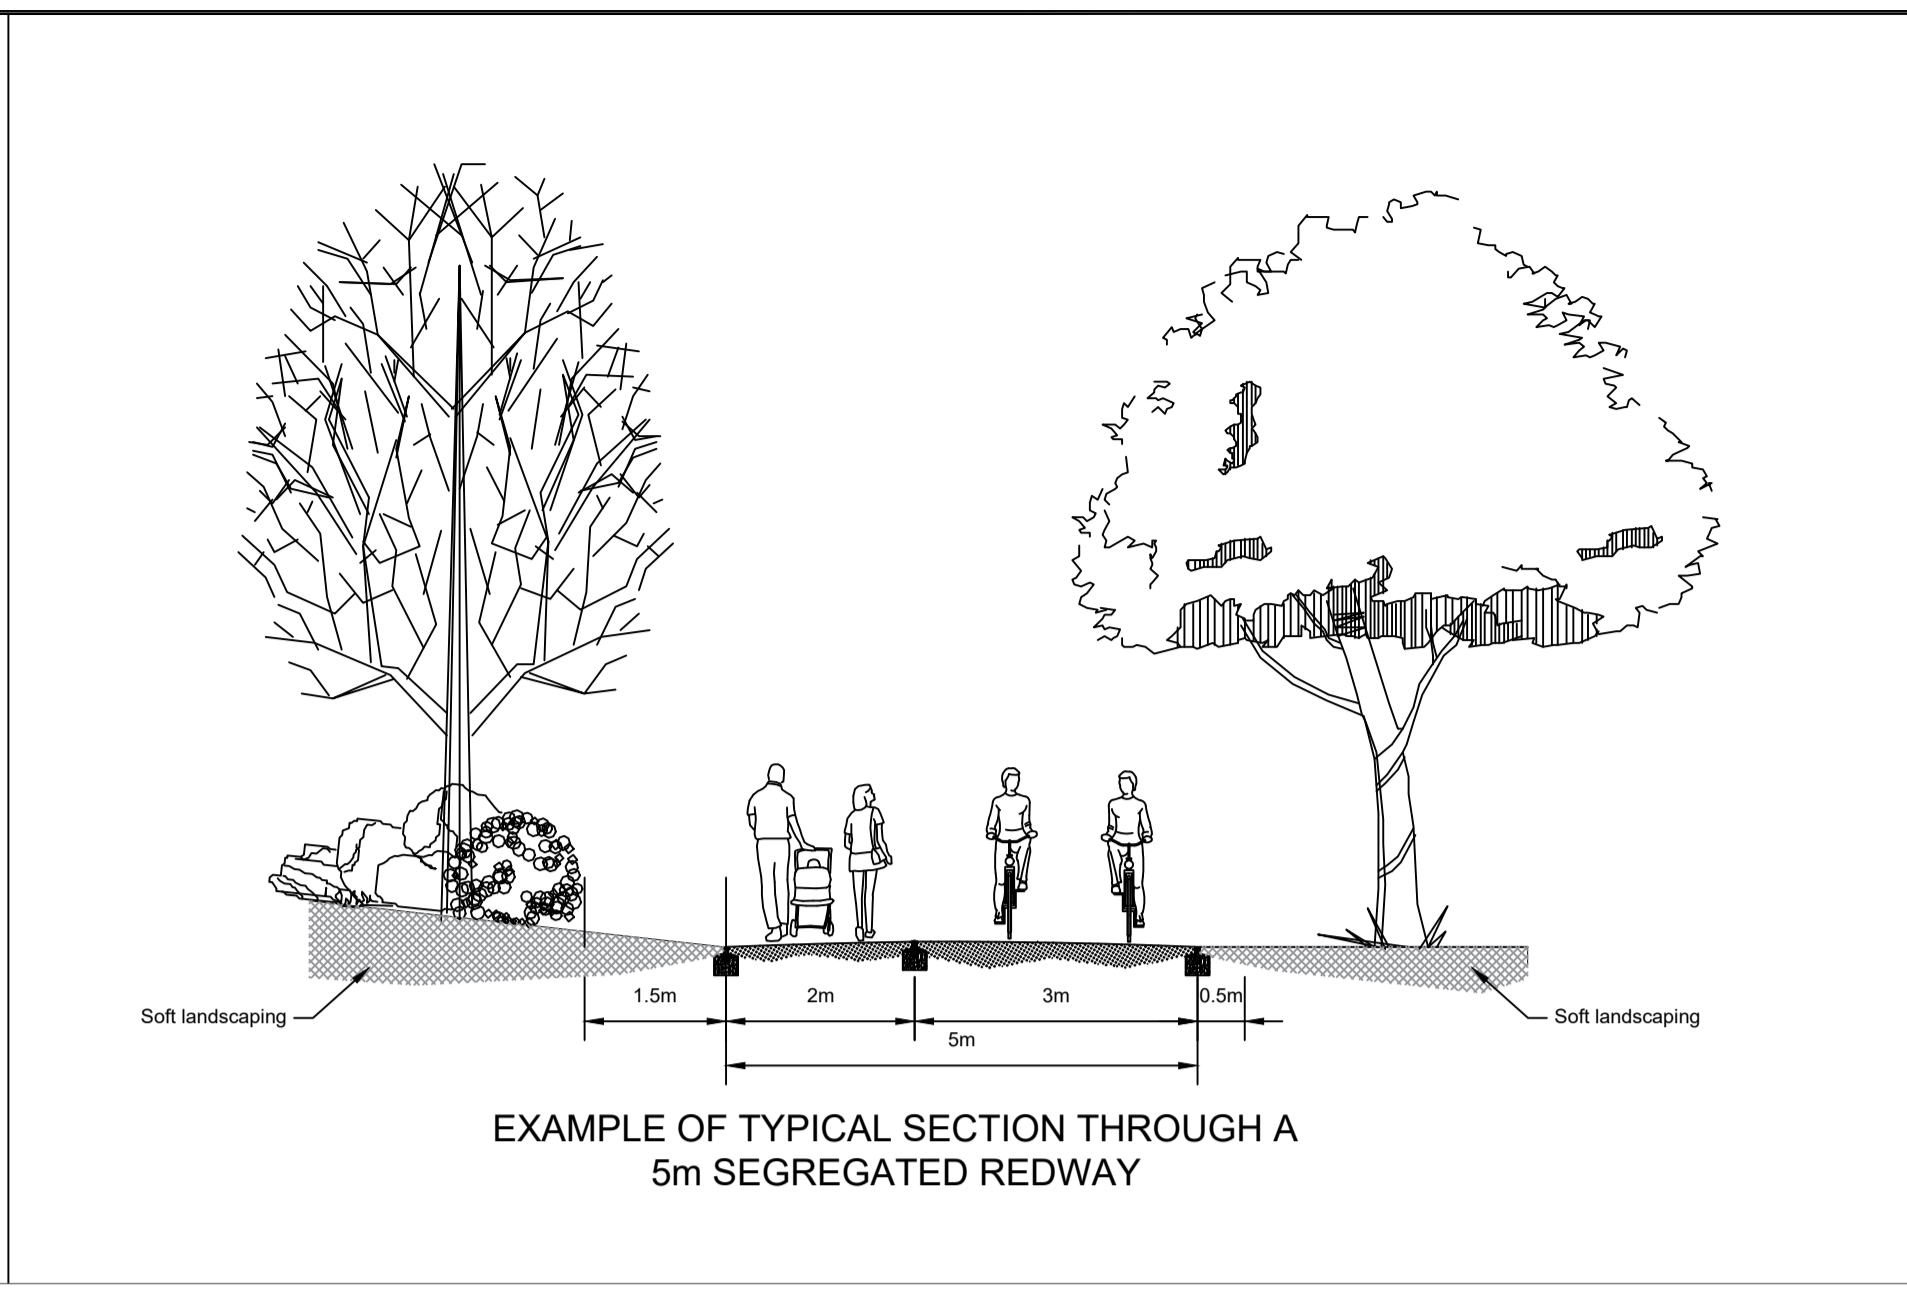 1.5m
2m
3m
0.5m
Soft landscaping
Soft landscaping
5m
EXAMPLE OF TYPICAL SECTION THROUGH A
5m SEGREGATED REDWAY